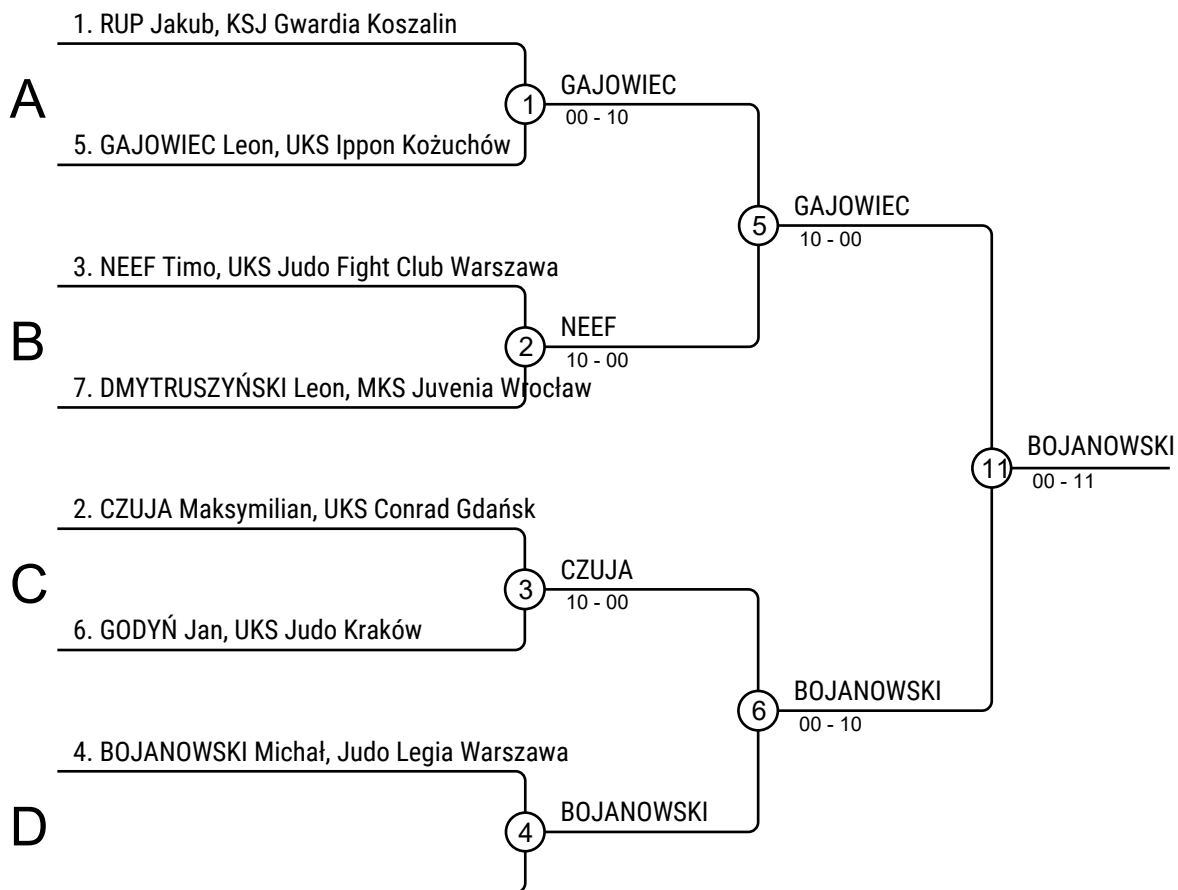 1. RUP Jakub, KSJ Gwardia Koszalin
A
1
GAJOWIEC
00 - 10
5. GAJOWIEC Leon, UKS Ippon Kożuchów
5
GAJOWIEC
10 - 00
3. NEEF Timo, UKS Judo Fight Club Warszawa
B
2
NEEF
10 - 00
7. DMYTRUSZYŃSKI Leon, MKS Juvenia Wrocław
11
BOJANOWSKI
00 - 11
2. CZUJA Maksymilian, UKS Conrad Gdańsk
C
3
CZUJA
10 - 00
6. GODYŃ Jan, UKS Judo Kraków
6
BOJANOWSKI
00 - 10
4. BOJANOWSKI Michał, Judo Legia Warszawa
D
4
BOJANOWSKI